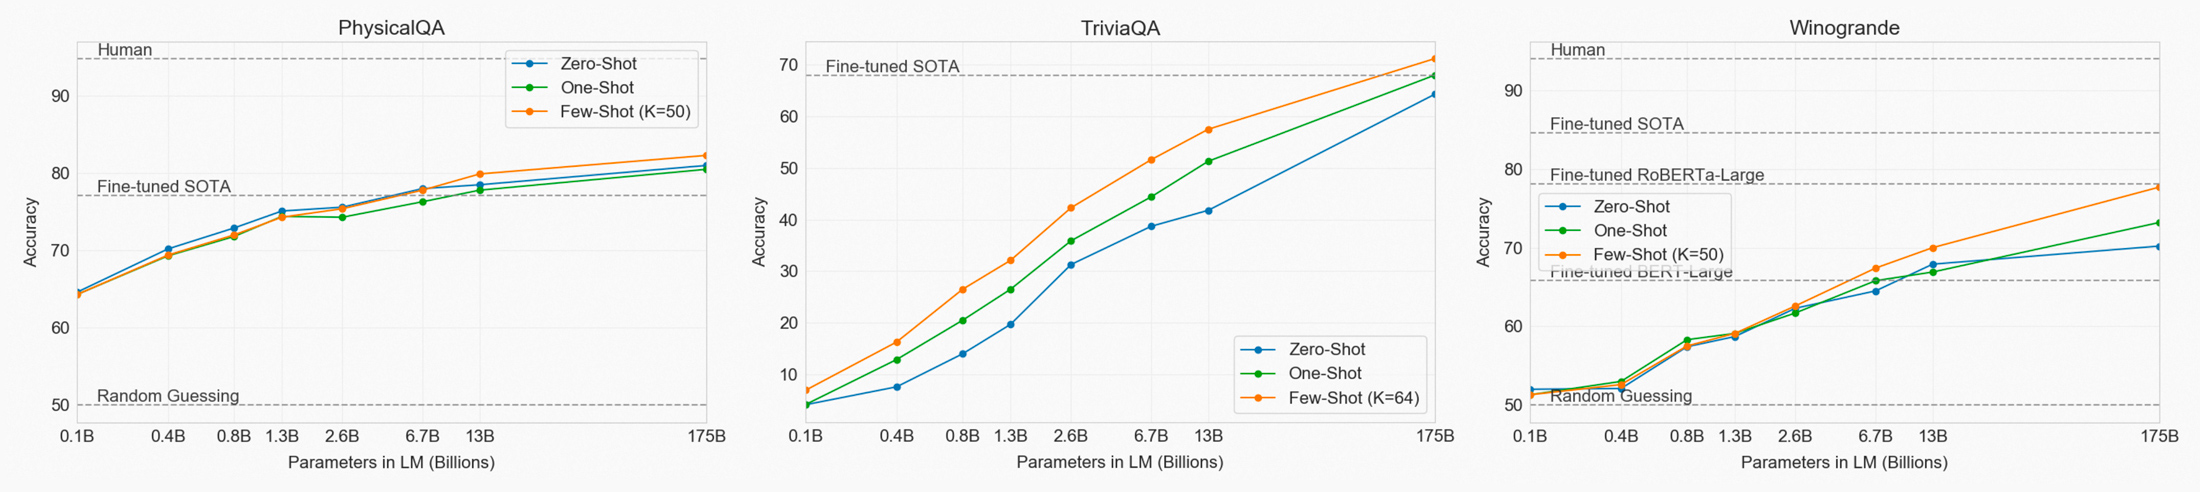 PhysicalQA
Human
Zero-Shot
One-Shot
Few-Shot (K=50)
Fine-tuned SOTA
Random Guessing
Accuracy
90
80
70
60
50
0.1B 0.4B 0.8B 1.3B 2.6B 6.7B 13B 175B
Parameters in LM (Billions)
TriviaQA
Fine-tuned SOTA
Accuracy
70
60
50
40
30
20
10
Zero-Shot
One-Shot
Few-Shot (K=64)
0.1B 0.4B 0.8B 1.3B 2.6B 6.7B 13B 175B
Parameters in LM (Billions)
Winogrande
Human
Fine-tuned SOTA
Fine-tuned RoBERTa-Large
Zero-Shot
One-Shot
Few-Shot (K=50)
Fine-tuned BERT-Large
Random Guessing
Accuracy
90
80
70
60
50
0.1B 0.4B 0.8B 1.3B 2.6B 6.7B 13B 175B
Parameters in LM (Billions)